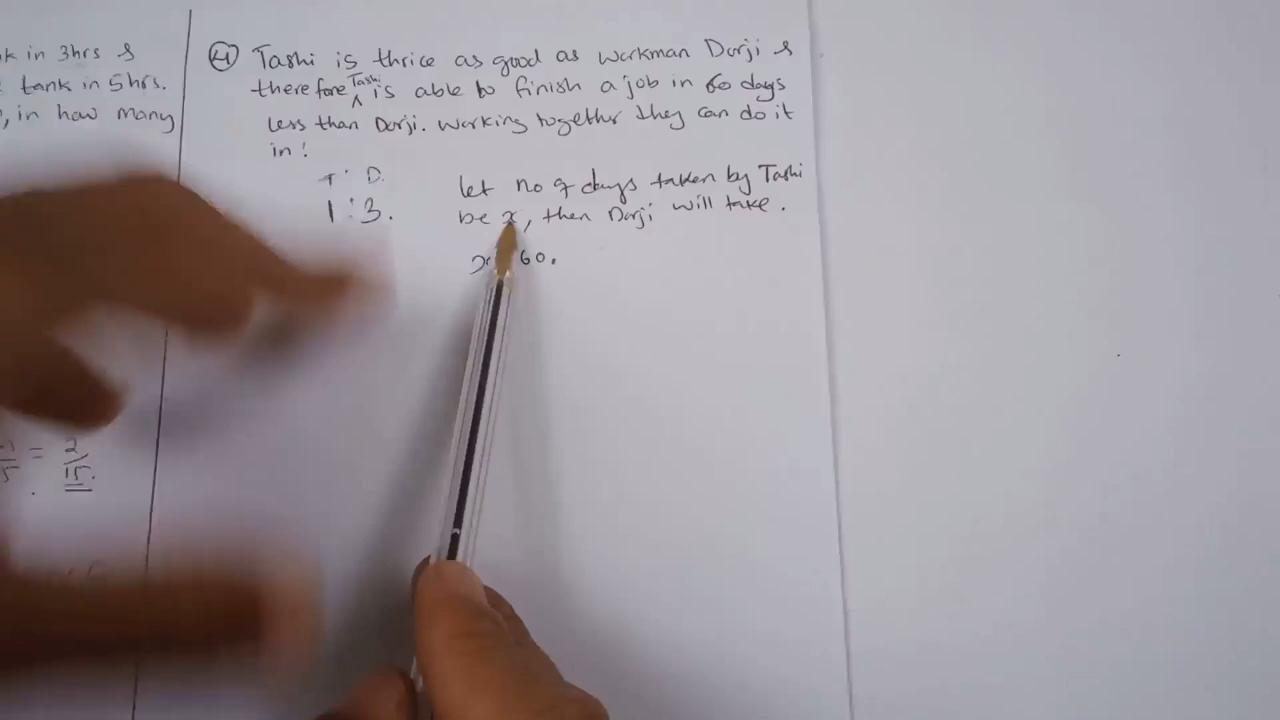 k in 3hrs &
tank in 5hrs.
, in how many
④ Tashi is thrice as good as workman Dorji &
therefore Tashi is able to finish a job in 60 days
less than Dorji. Working together they can do it
in!
T : D.
1 : 3.
let no of days taken by Tashi
be x, then Dorji will take.
x 60.
5 = 2/15.